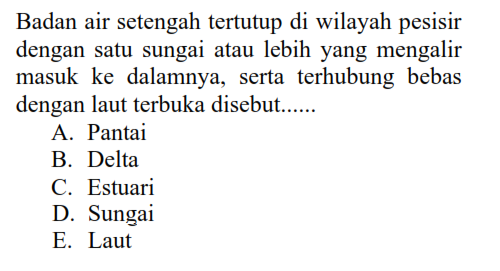 Badan air setengah tertutup di wilayah pesisir
dengan satu sungai atau lebih yang mengalir
masuk ke dalamnya, serta terhubung bebas
dengan laut terbuka disebut......
A. Pantai
B. Delta
C. Estuari
D. Sungai
E. Laut